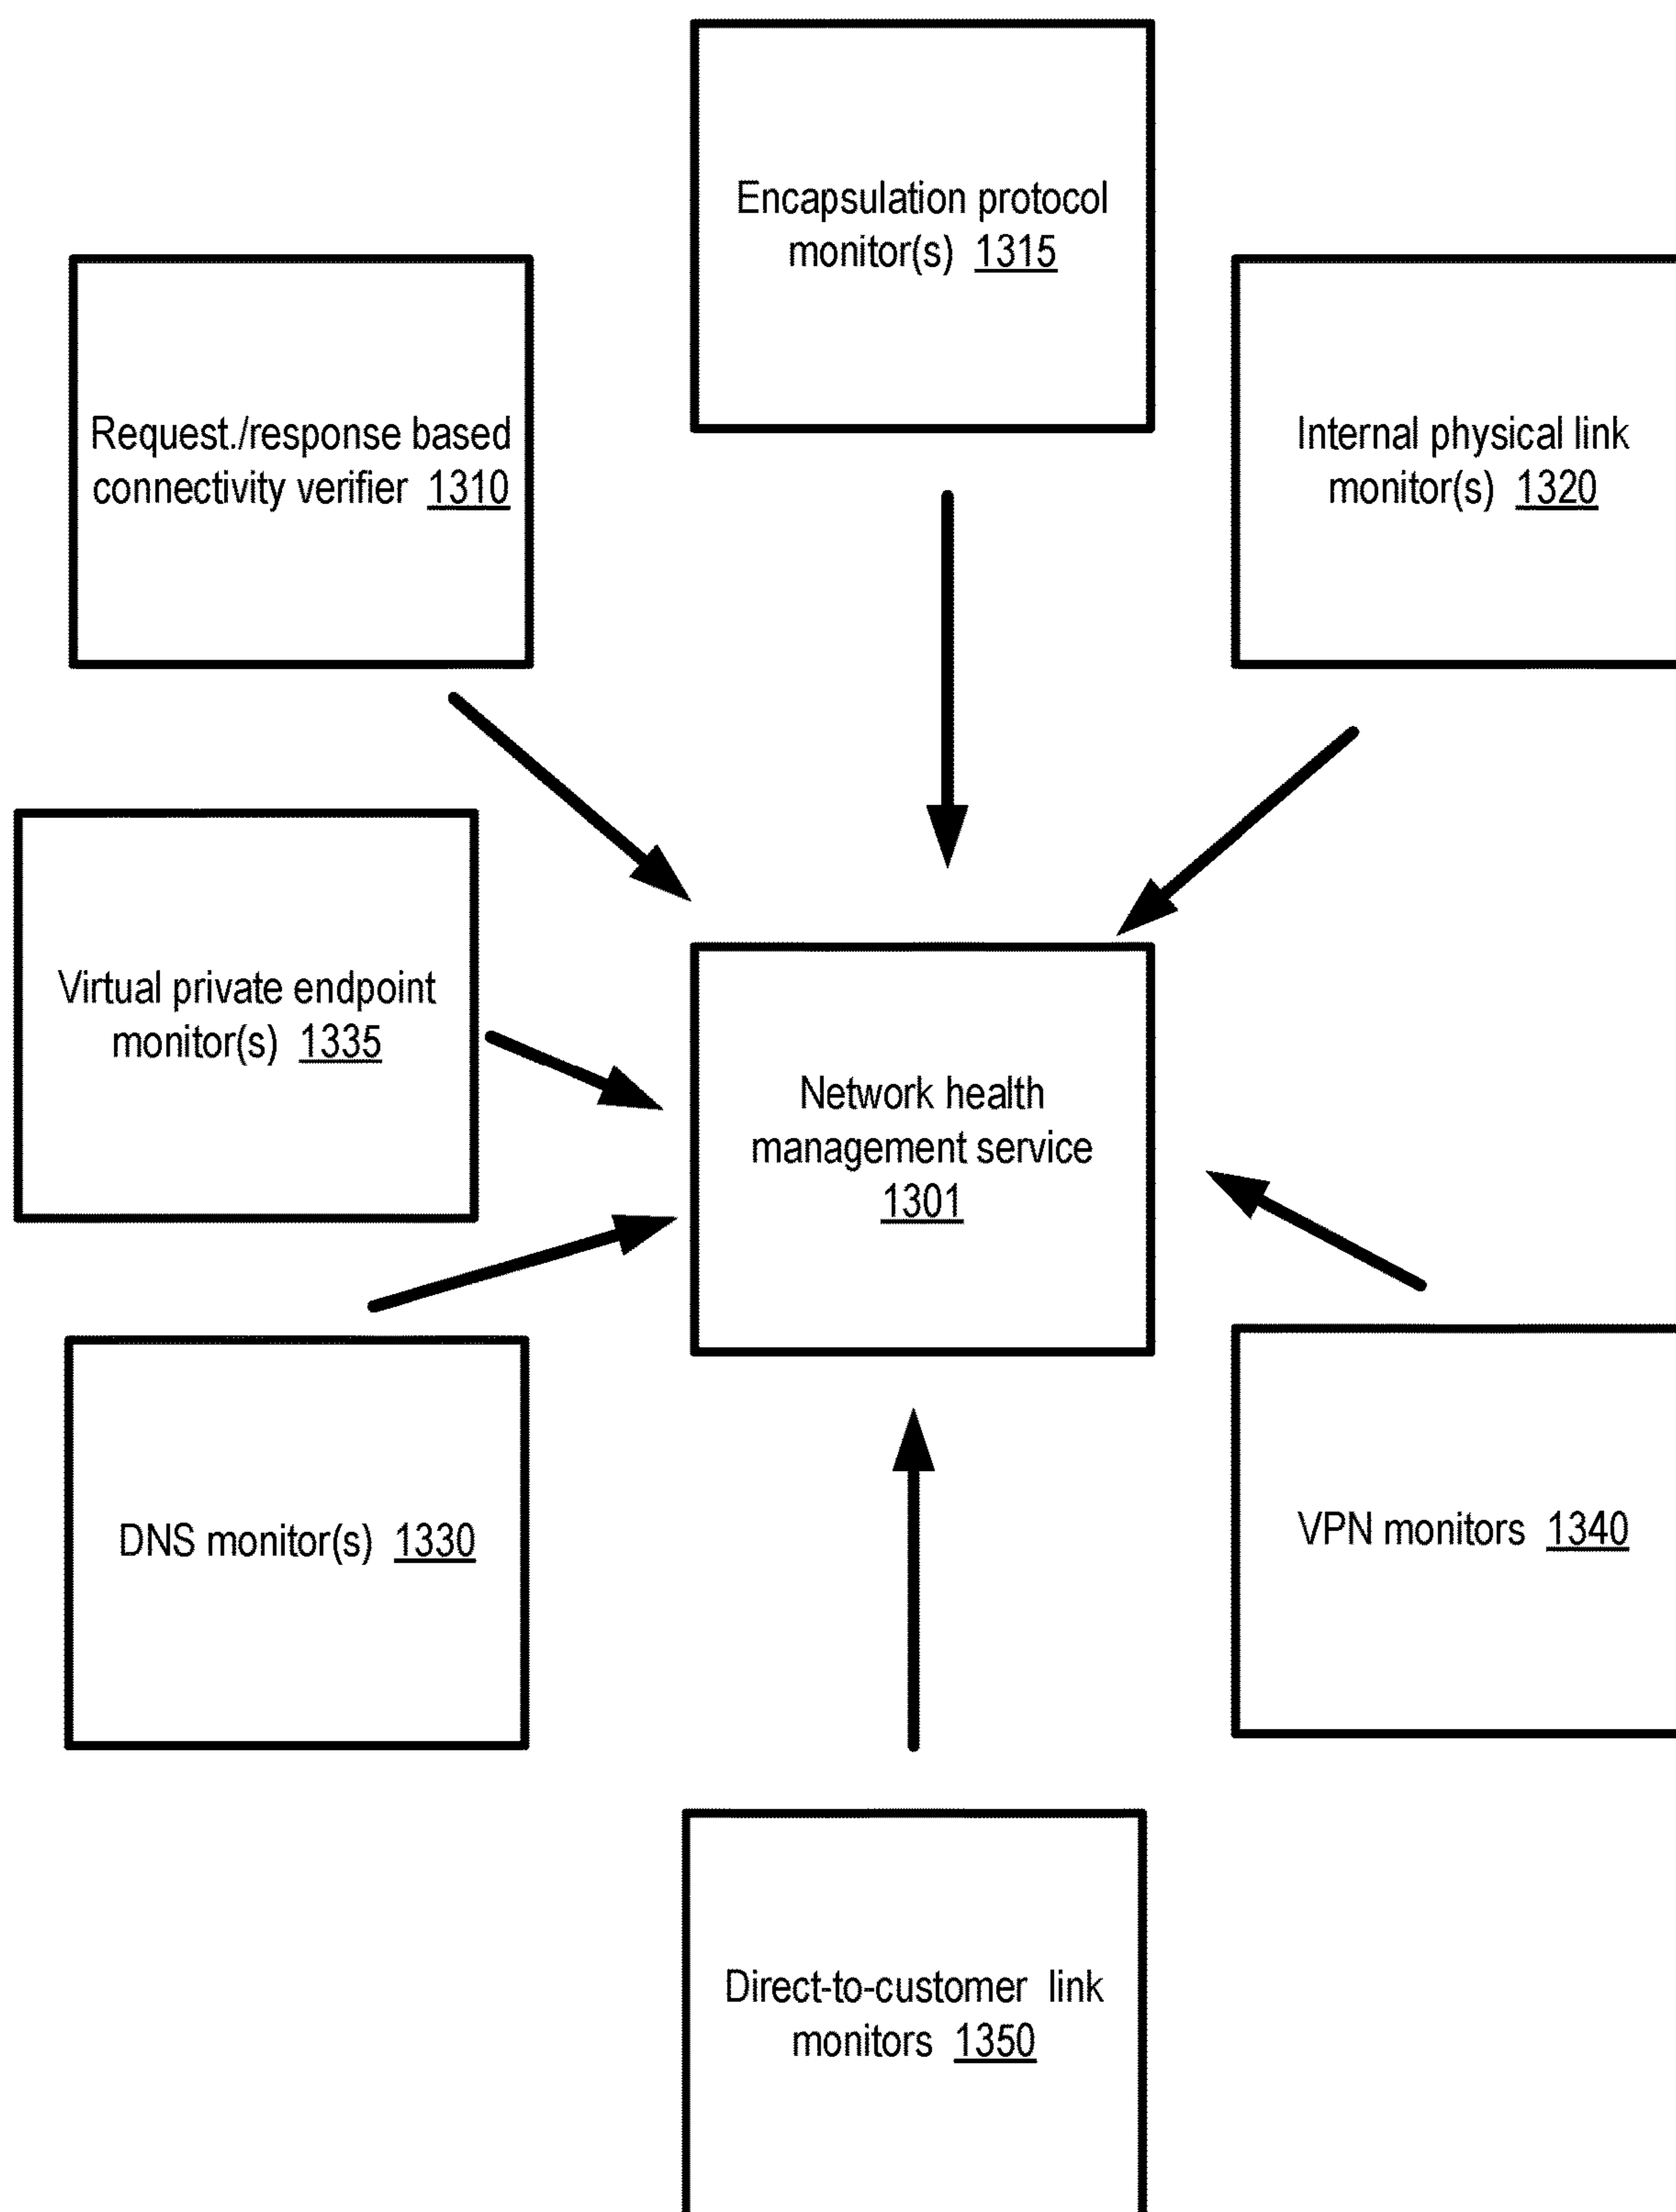 Encapsulation protocol
monitor(s) 1315
Request./response based
connectivity verifier 1310
Internal physical link
monitor(s) 1320
Virtual private endpoint
monitor(s) 1335
Network health
management service
1301
DNS monitor(s) 1330
VPN monitors 1340
Direct-to-customer link
monitors 1350